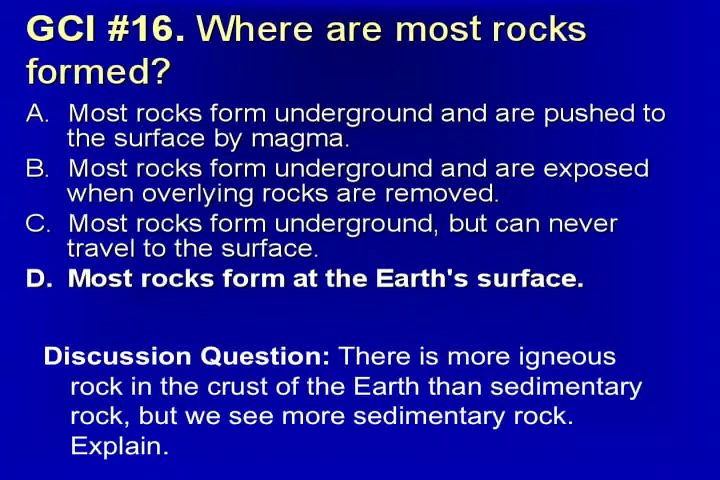 GCI #16. Where are most rocks
formed?
A. Most rocks form underground and are pushed to
the surface by magma.
B. Most rocks form underground and are exposed
when overlying rocks are removed.
C. Most rocks form underground, but can never
travel to the surface.
D. Most rocks form at the Earth's surface.
Discussion Question: There is more igneous
rock in the crust of the Earth than sedimentary
rock, but we see more sedimentary rock.
Explain.